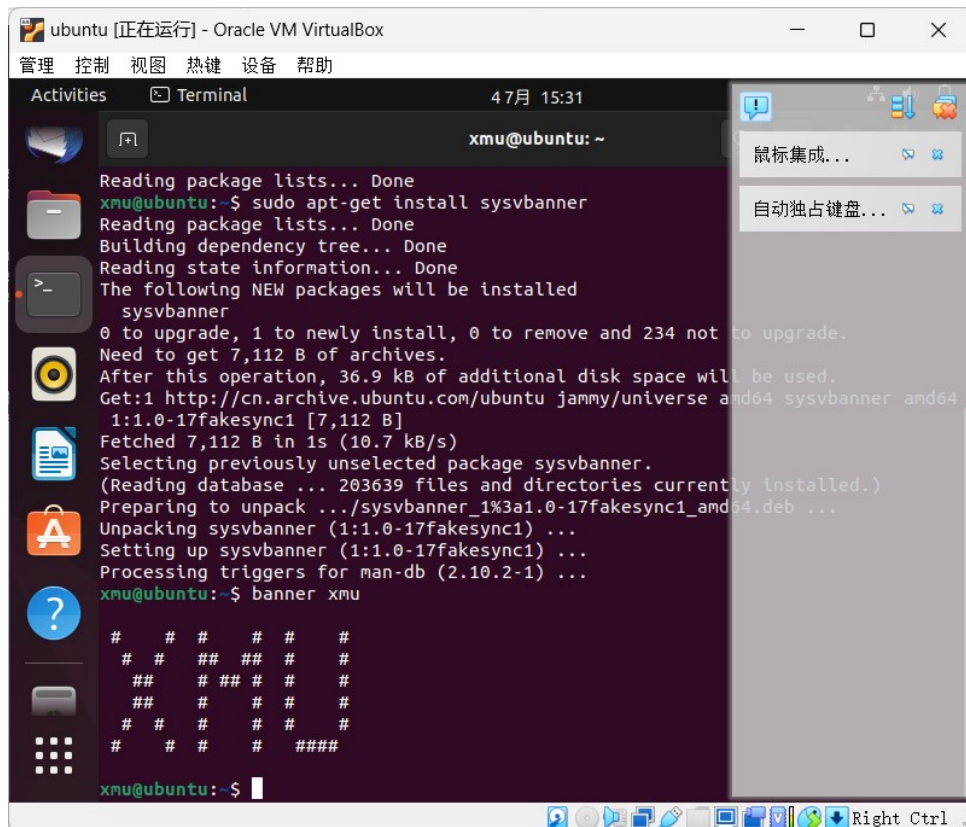 ubuntu [正在运行] - Oracle VM VirtualBox
管理 控制 视图 热键 设备 帮助
Activities Terminal 4 7月 15:31
xmu@ubuntu: ~
鼠标集成...
自动独占键盘...
Reading package lists... Done
xmu@ubuntu:~$ sudo apt-get install sysvbanner
Reading package lists... Done
Building dependency tree... Done
Reading state information... Done
The following NEW packages will be installed
  sysvbanner
0 to upgrade, 1 to newly install, 0 to remove and 234 not to upgrade.
Need to get 7,112 B of archives.
After this operation, 36.9 kB of additional disk space will be used.
Get:1 http://cn.archive.ubuntu.com/ubuntu jammy/universe amd64 sysvbanner amd64
 1:1.0-17fakesync1 [7,112 B]
Fetched 7,112 B in 1s (10.7 kB/s)
Selecting previously unselected package sysvbanner.
(Reading database ... 203639 files and directories currently installed.)
Preparing to unpack .../sysvbanner_1%3a1.0-17fakesync1_amd64.deb ...
Unpacking sysvbanner (1:1.0-17fakesync1) ...
Setting up sysvbanner (1:1.0-17fakesync1) ...
Processing triggers for man-db (2.10.2-1) ...
xmu@ubuntu:~$ banner xmu
 #    #  #    #  #    #
  #  #   ##  ##  #    #
   ##    # ## #  #    #
   ##    #    #  #    #
  #  #   #    #  #    #
 #    #  #    #   ####
xmu@ubuntu:~$
Right Ctrl